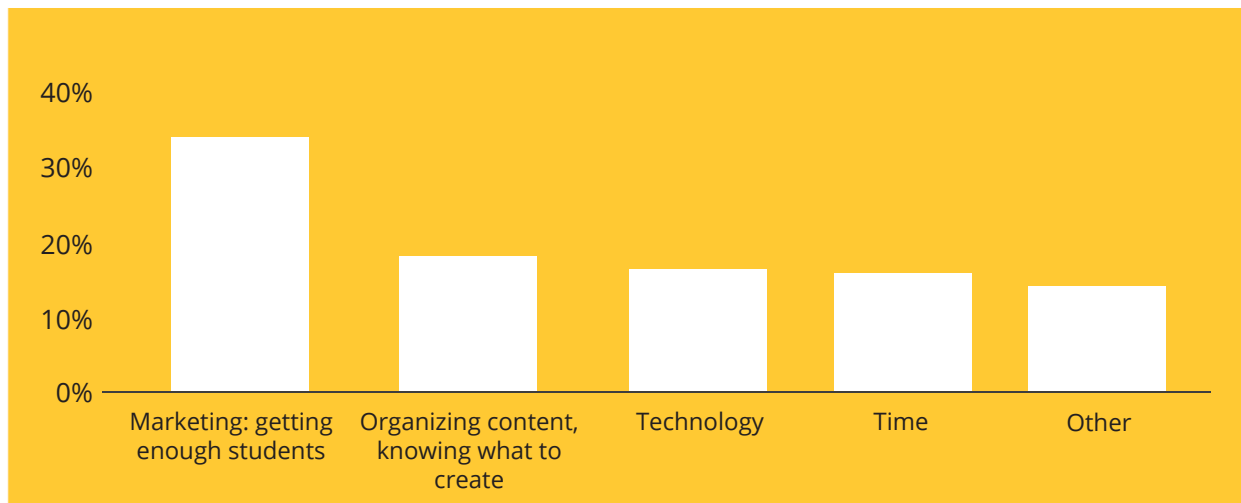 40%
30%
20%
10%
0%
Marketing: getting
enough students
Organizing content,
knowing what to
create
Technology
Time
Other